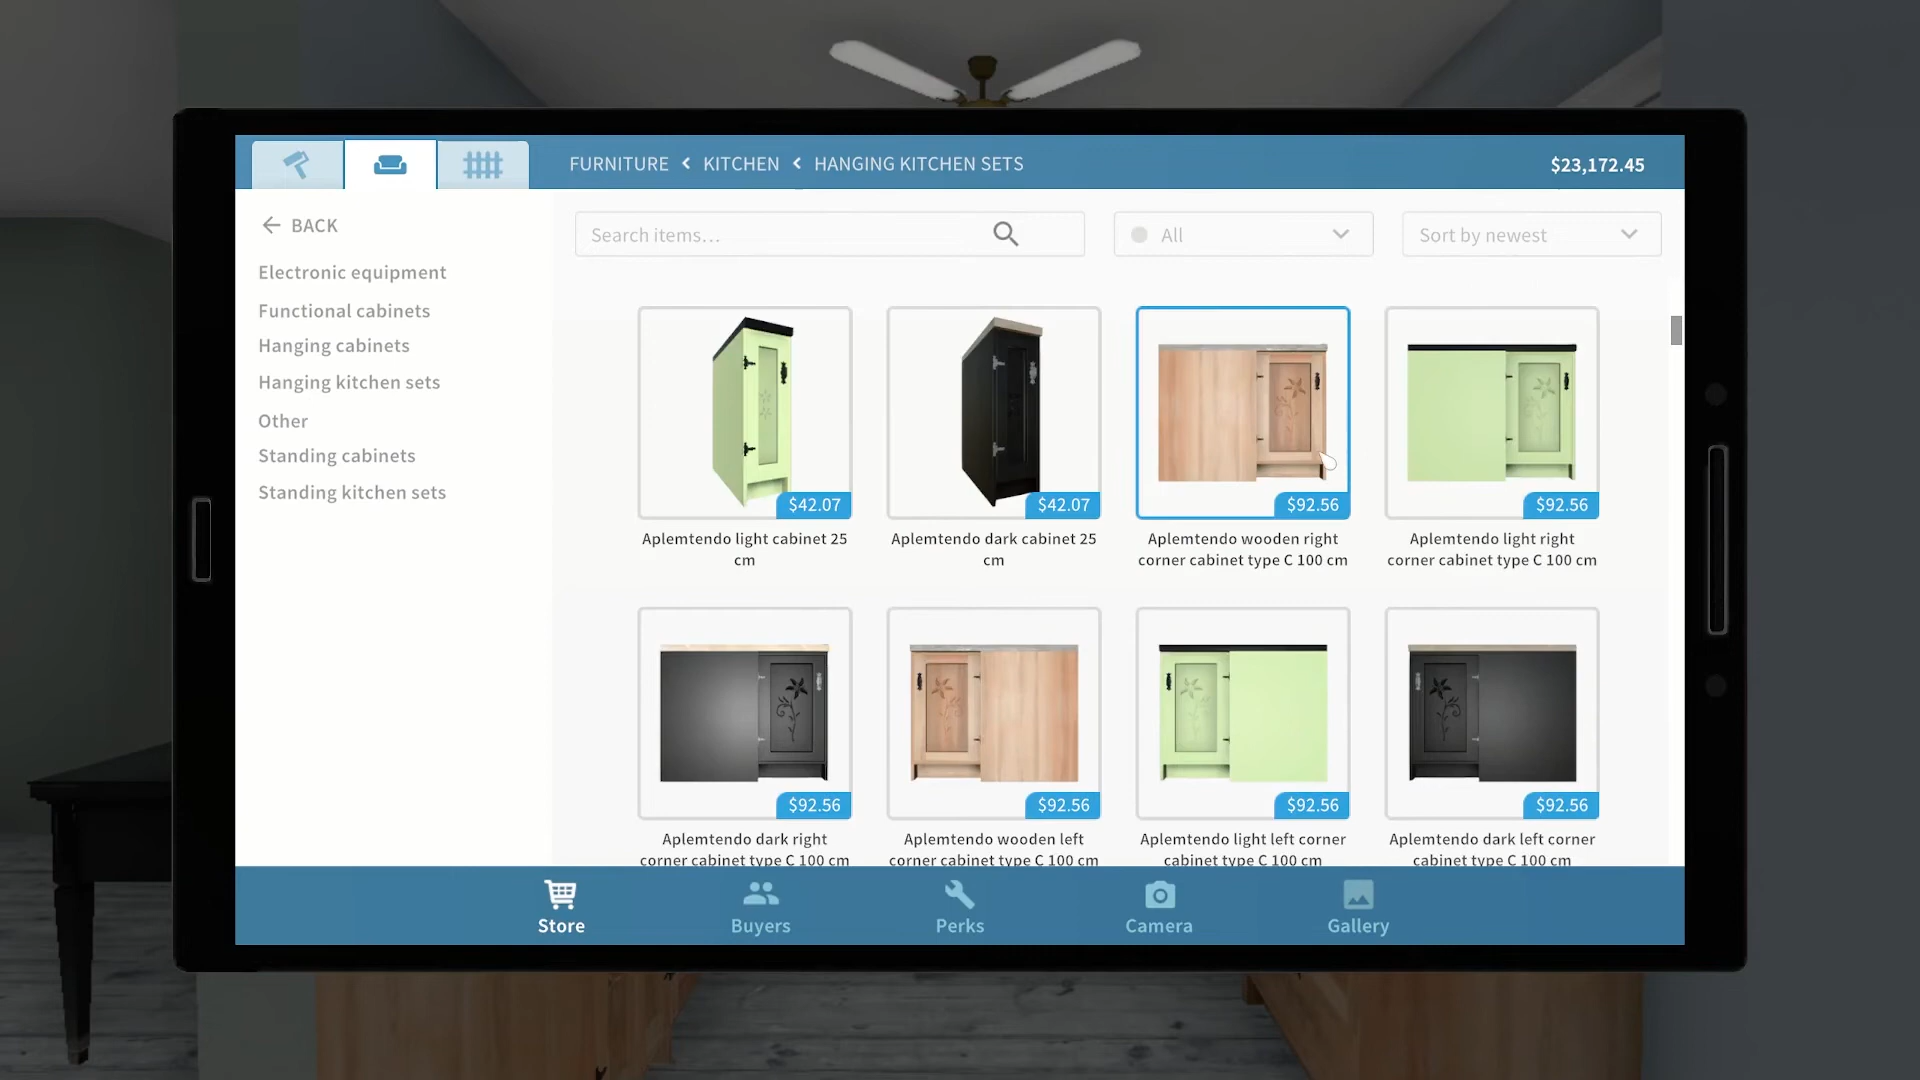 FURNITURE < KITCHEN < HANGING KITCHEN SETS
$23,172.45
BACK
Electronic equipment
Functional cabinets
Hanging cabinets
Hanging kitchen sets
Other
Standing cabinets
Standing kitchen sets
Search items...
All
Sort by newest
$42.07
$42.07
$92.56
$92.56
Aplemtendo light cabinet 25
cm
Aplemtendo dark cabinet 25
cm
Aplemtendo wooden right
corner cabinet type C 100 cm
Aplemtendo light right
corner cabinet type C 100 cm
$92.56
$92.56
$92.56
$92.56
Aplemtendo dark right
corner cabinet type C 100 cm
Aplemtendo wooden left
corner cabinet type C 100 cm
Aplemtendo light left corner
cabinet type C 100 cm
Aplemtendo dark left corner
cabinet type C 100 cm
Store
Buyers
Perks
Camera
Gallery